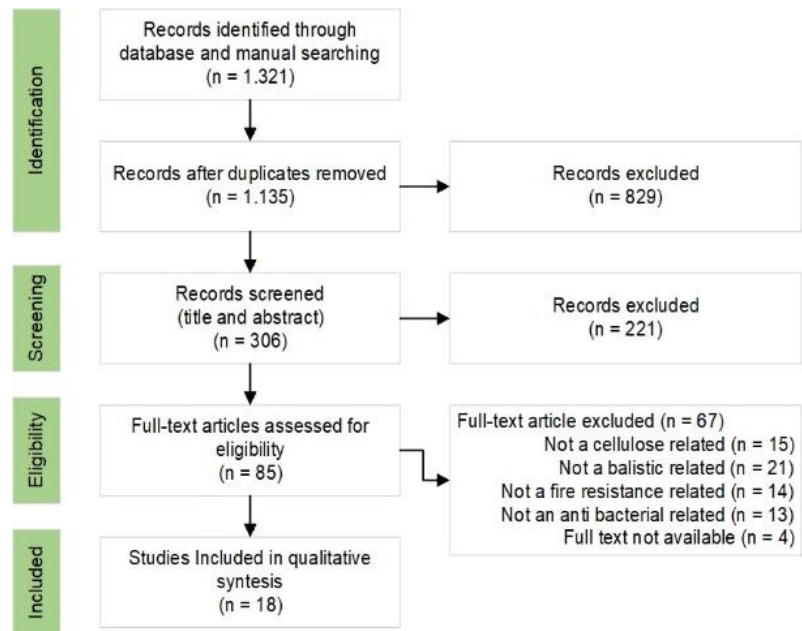 Identification
Records identified through
database and manual searching
(n = 1.321)
Records after duplicates removed
(n = 1.135)
Records excluded
(n = 829)
Screening
Records screened
(title and abstract)
(n = 306)
Records excluded
(n = 221)
Eligibility
Full-text articles assessed for
eligibility
(n = 85)
Full-text article excluded (n = 67)
Not a cellulose related (n = 15)
Not a balistic related (n = 21)
Not a fire resistance related (n = 14)
Not an anti bacterial related (n = 13)
Full text not available (n = 4)
Included
Studies Included in qualitative
syntesis
(n = 18)